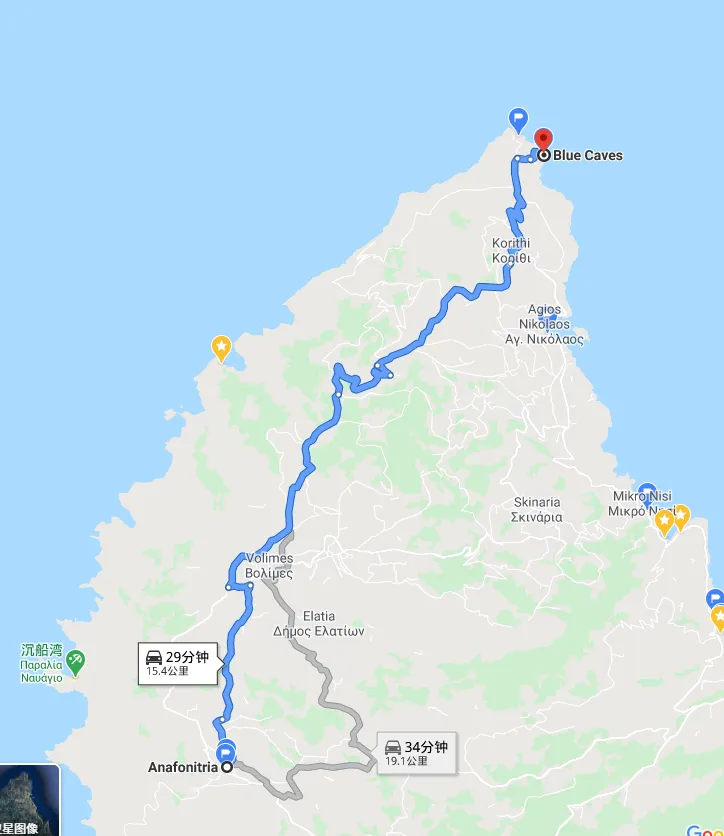 Blue Caves
Korithi
Κορίθι
Agios
Nikolaos
Αγ. Νικόλαος
Mikro Nisi
Μικρό Νησί
Skinaria
Σκινάρια
Volimes
Βολίμες
Elatia
Δήμος Ελατίων
沉船湾
Παραλία
Ναυάγιο
29分钟
15.4公里
34分钟
19.1公里
Anafonitria
卫星图像